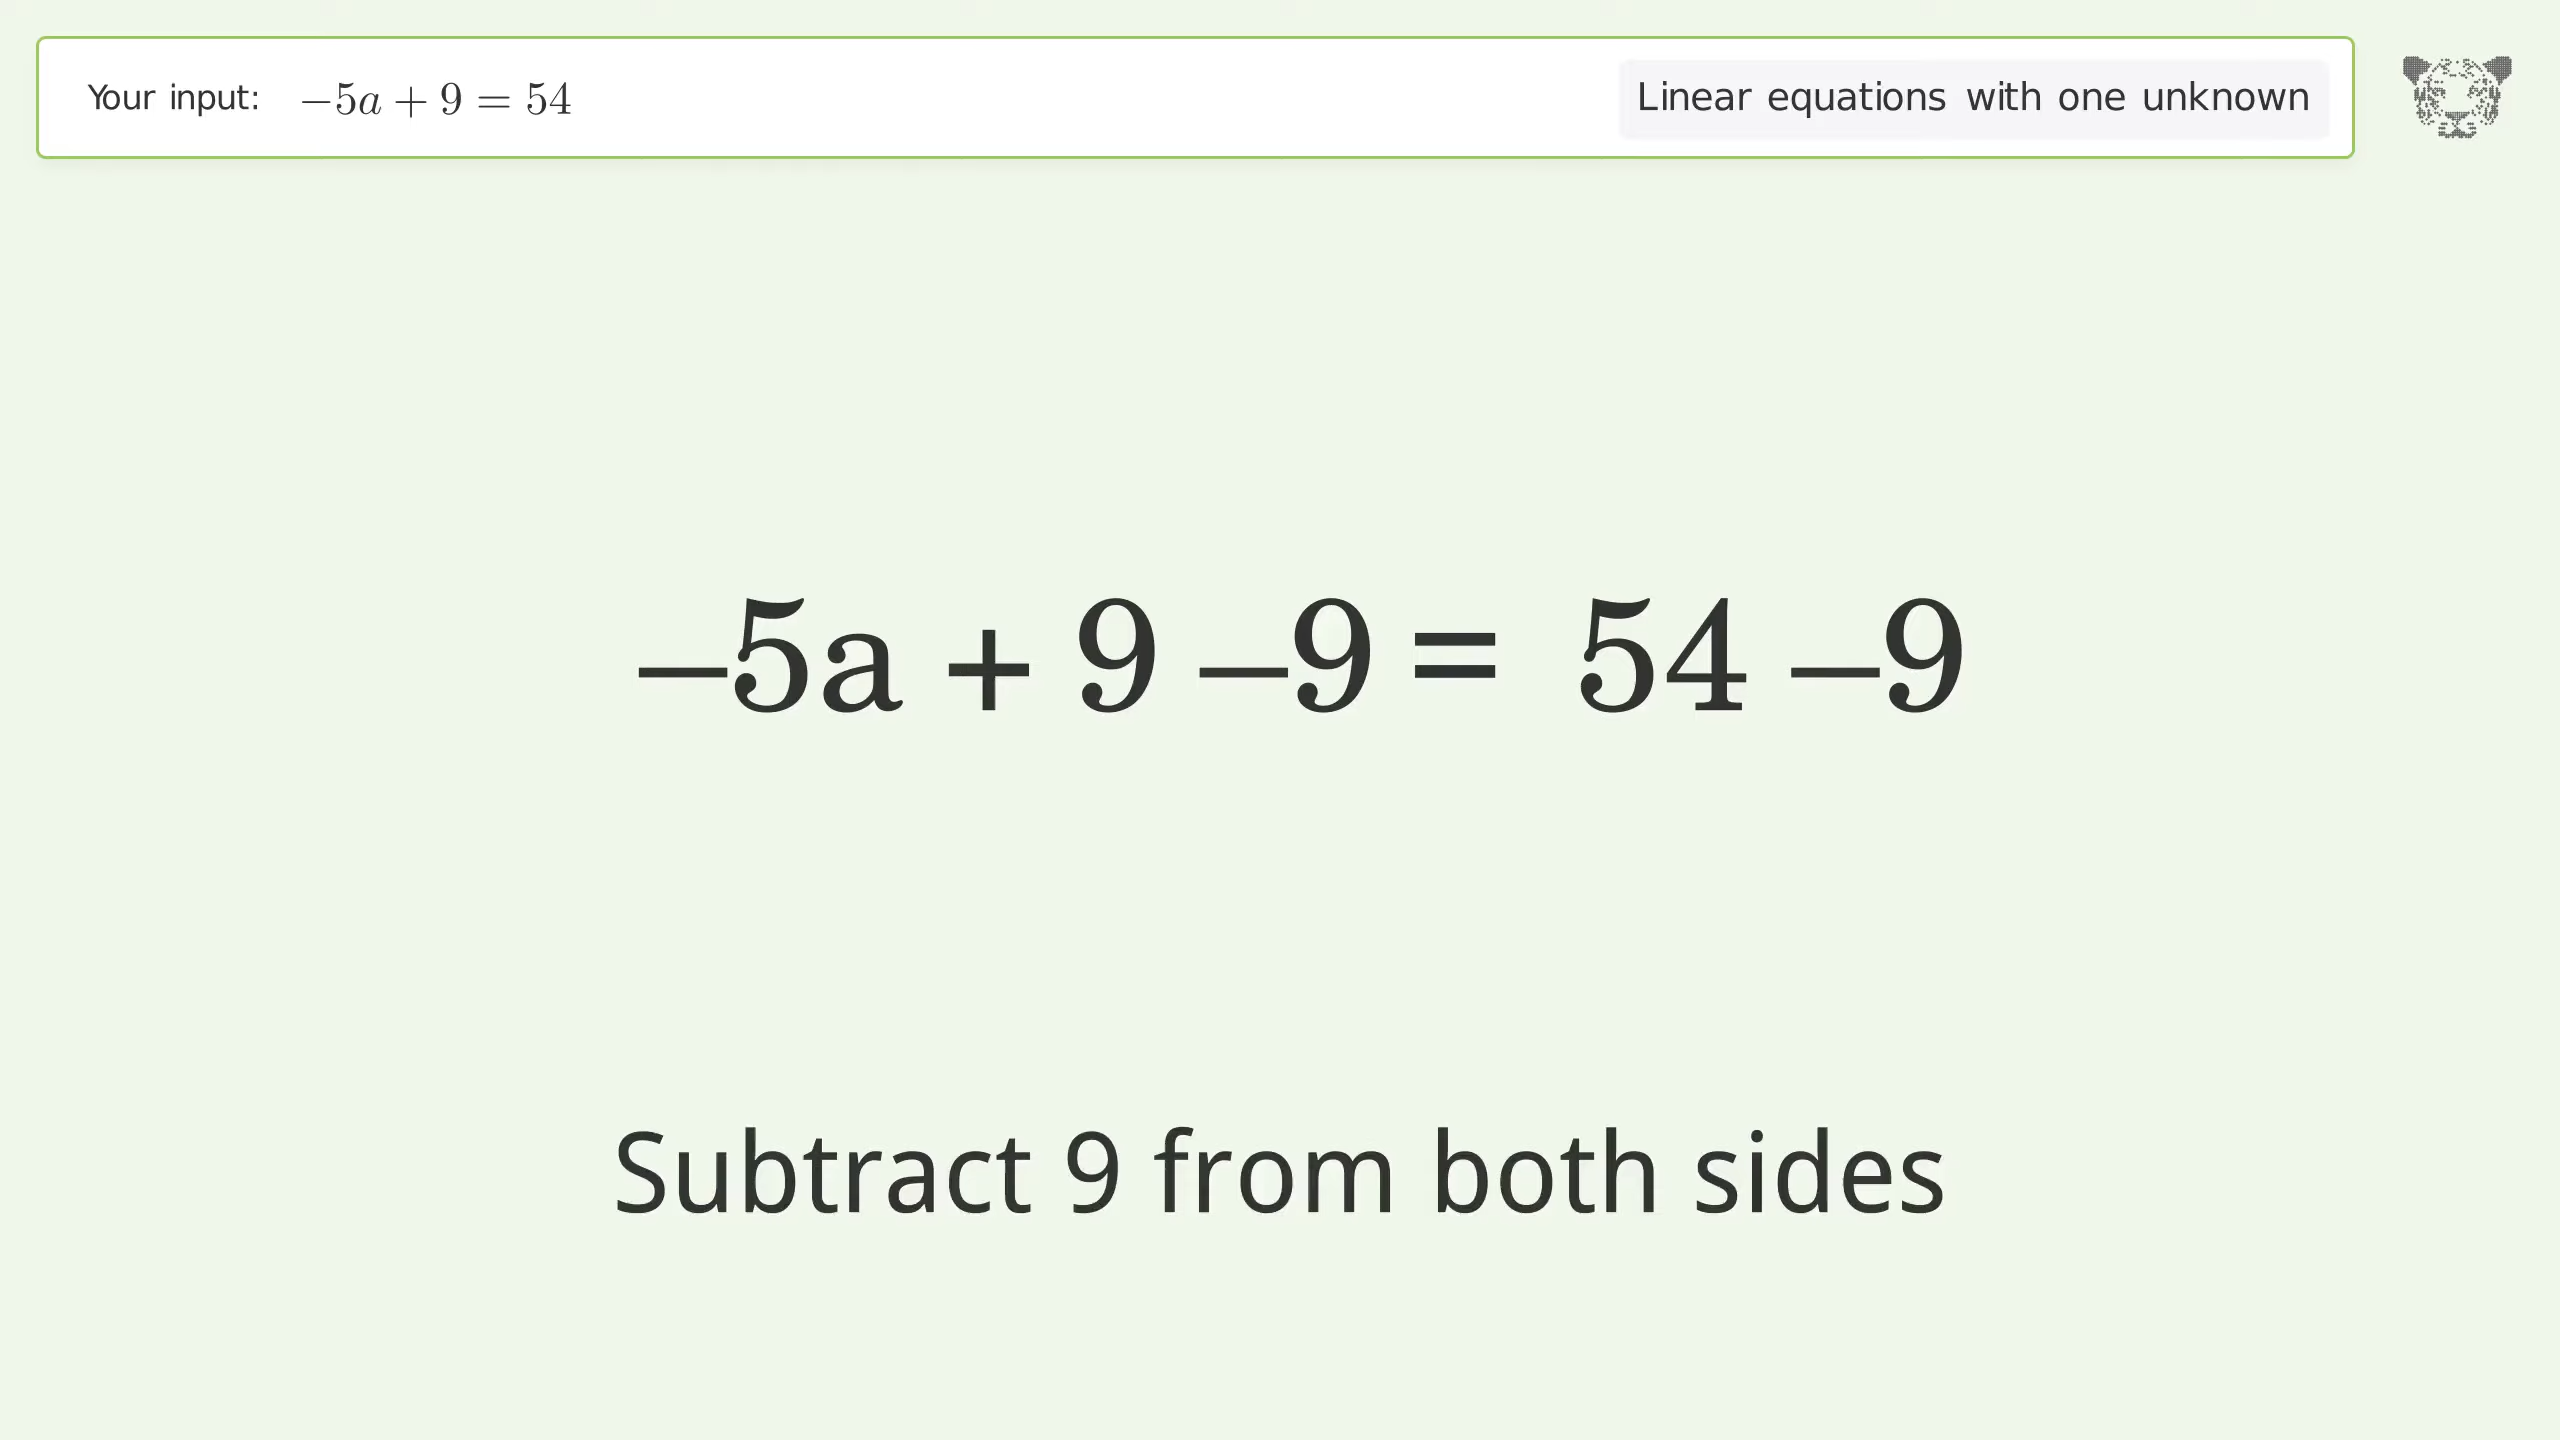 Your input: −5a + 9 = 54
Linear equations with one unknown
–5a + 9 –9 = 54 –9
Subtract 9 from both sides